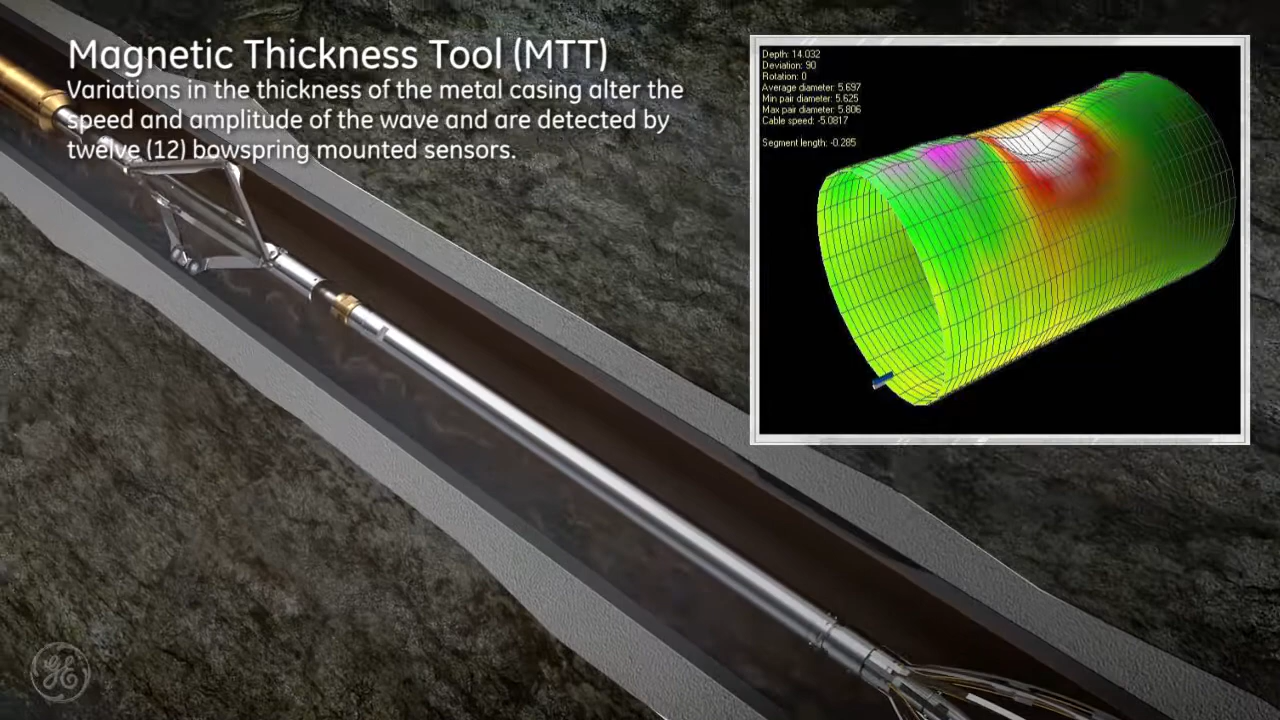 Magnetic Thickness Tool (MTT)
Variations in the thickness of the metal casing alter the
speed and amplitude of the wave and are detected by
twelve (12) bowspring mounted sensors.
Depth: 14.032
Deviation: 90
Rotation: 0
Average diameter: 5.697
Min pair diameter: 5.625
Max pair diameter: 5.806
Cable speed: -5.0817
Segment length: -0.285
GE